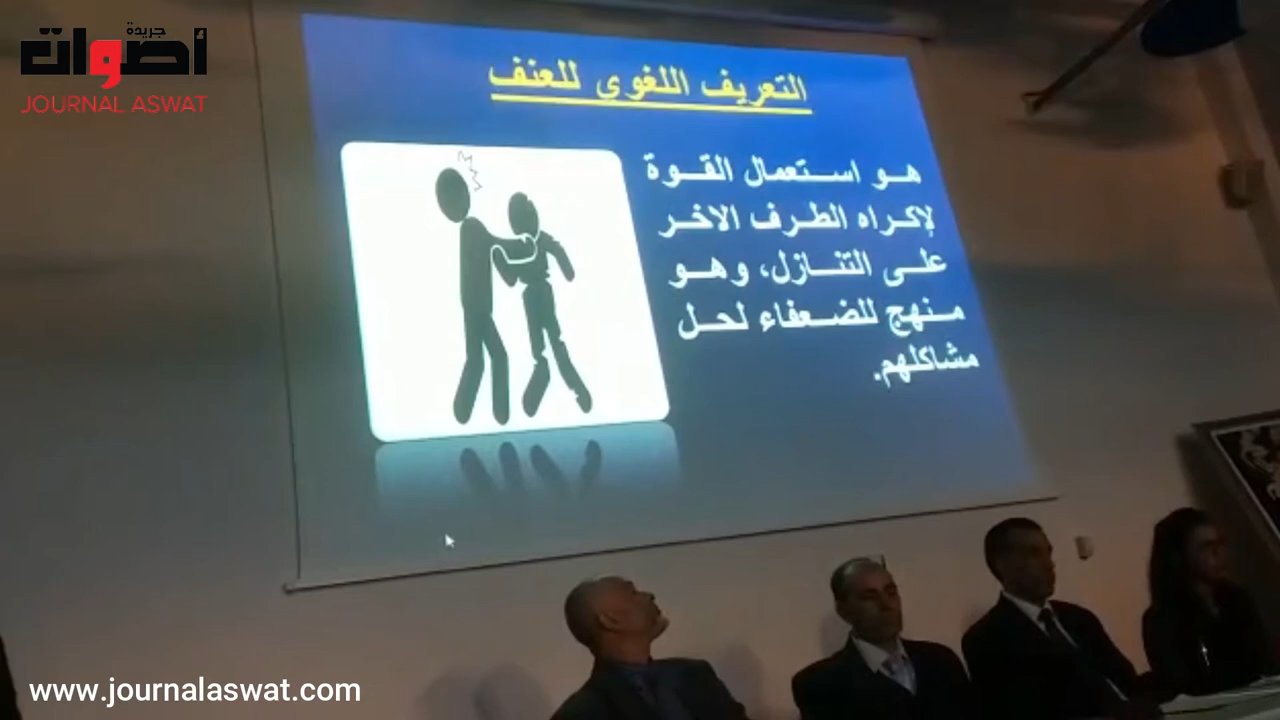 جريدة
أصوات
JOURNAL ASWAT
التعريف اللغوي للعنف
هو استعمال القوة
لإكراه الطرف الاخر
على التنازل، وهو
منهج للضعفاء لحل
مشاكلهم.
www.journalaswat.com